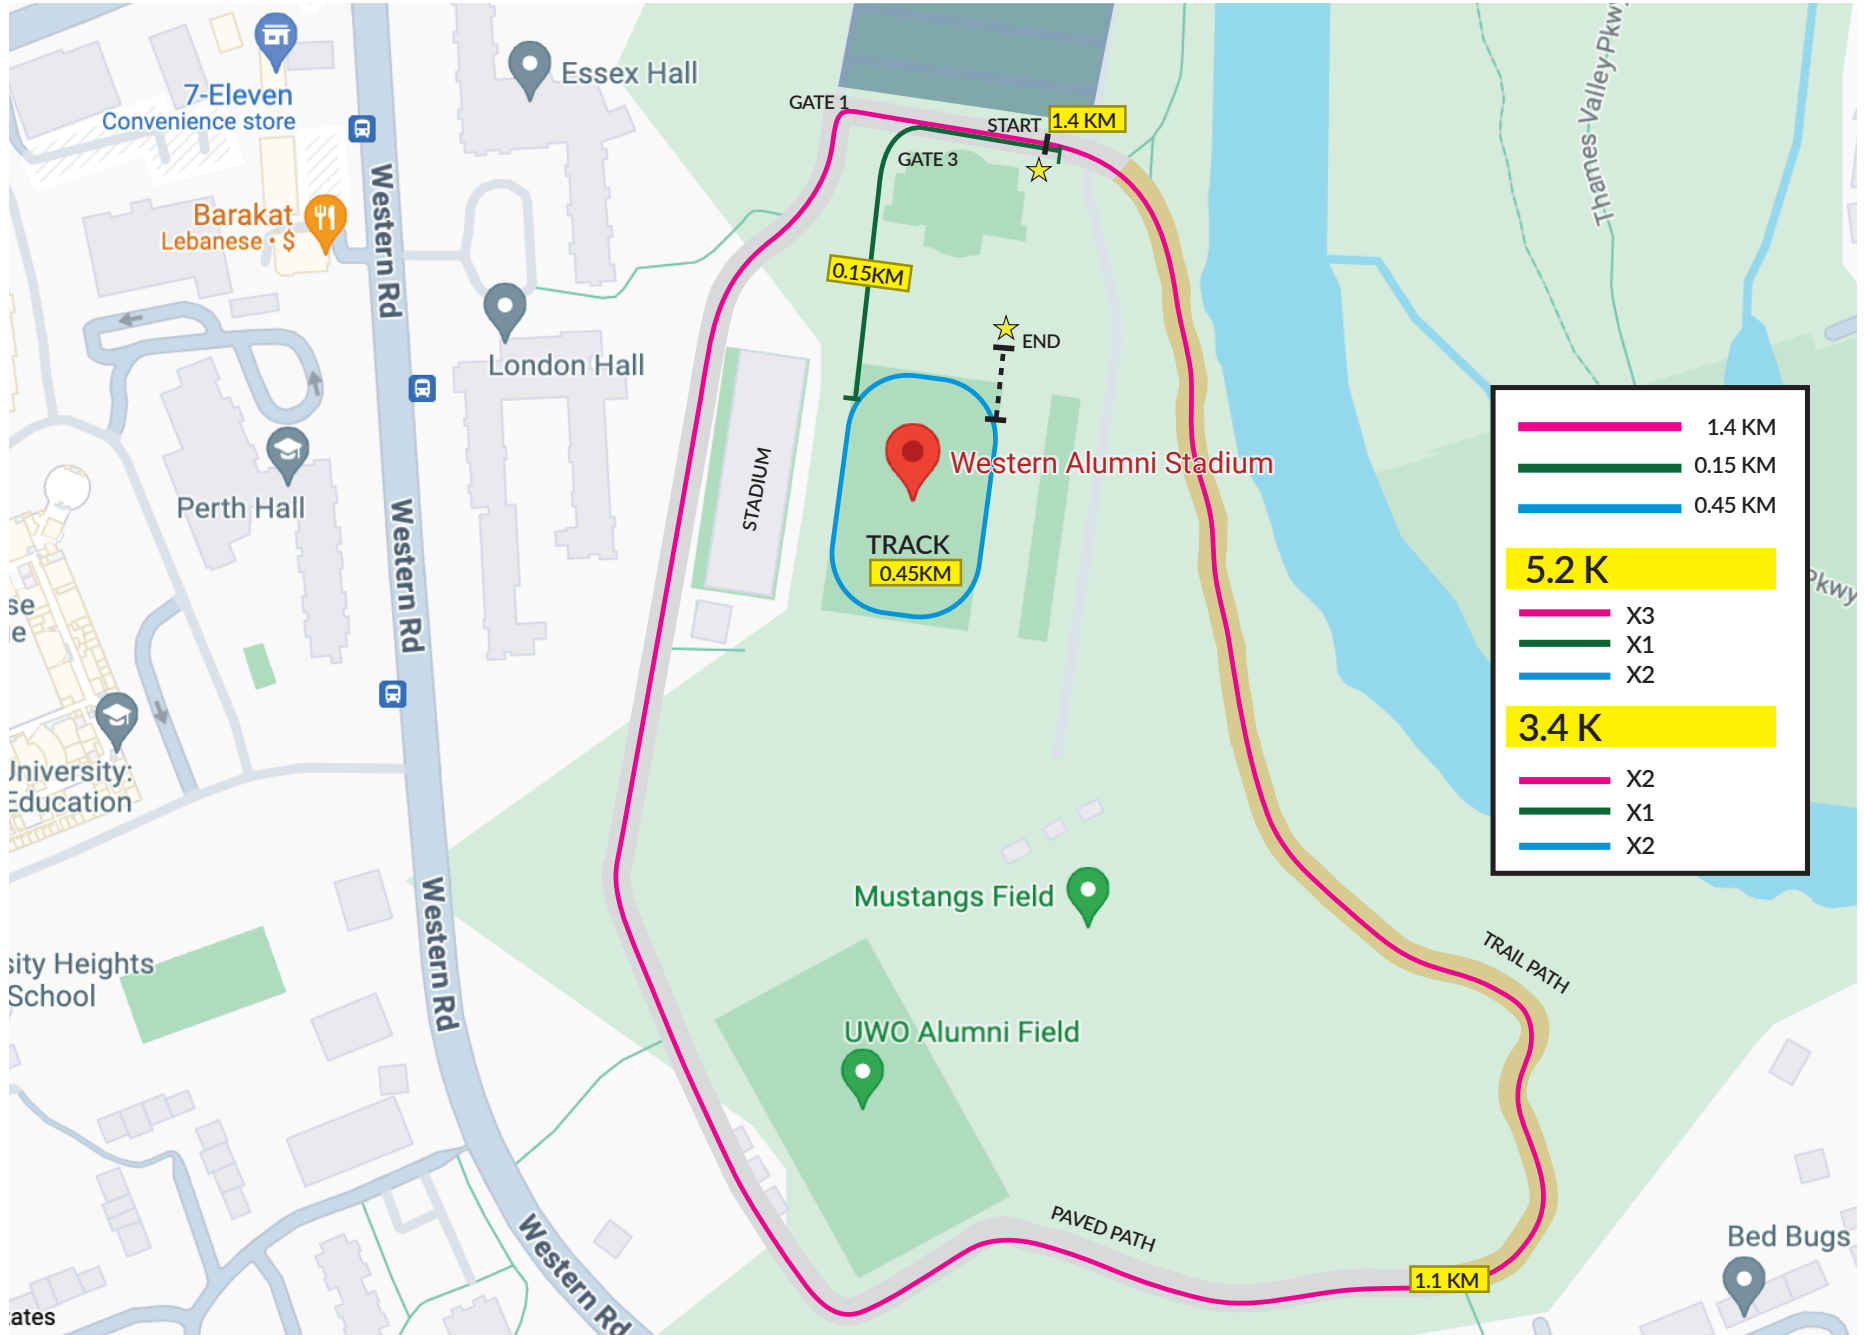 7-Eleven
Convenience store
Essex Hall
GATE 1
START
1.4 KM
GATE 3
Thames Valley Pkwy
Western Rd
Barakat
Lebanese • $
0.15KM
END
London Hall
Western Alumni Stadium
STADIUM
Perth Hall
TRACK
0.45KM
Western Rd
1.4 KM
0.15 KM
0.45 KM
5.2 K
X3
X1
X2
3.4 K
X2
X1
X2
Pkwy
se
e
University:
Education
Mustangs Field
Western Rd
TRAIL PATH
sity Heights
School
UWO Alumni Field
PAVED PATH
1.1 KM
Western Rd
Bed Bugs
ates